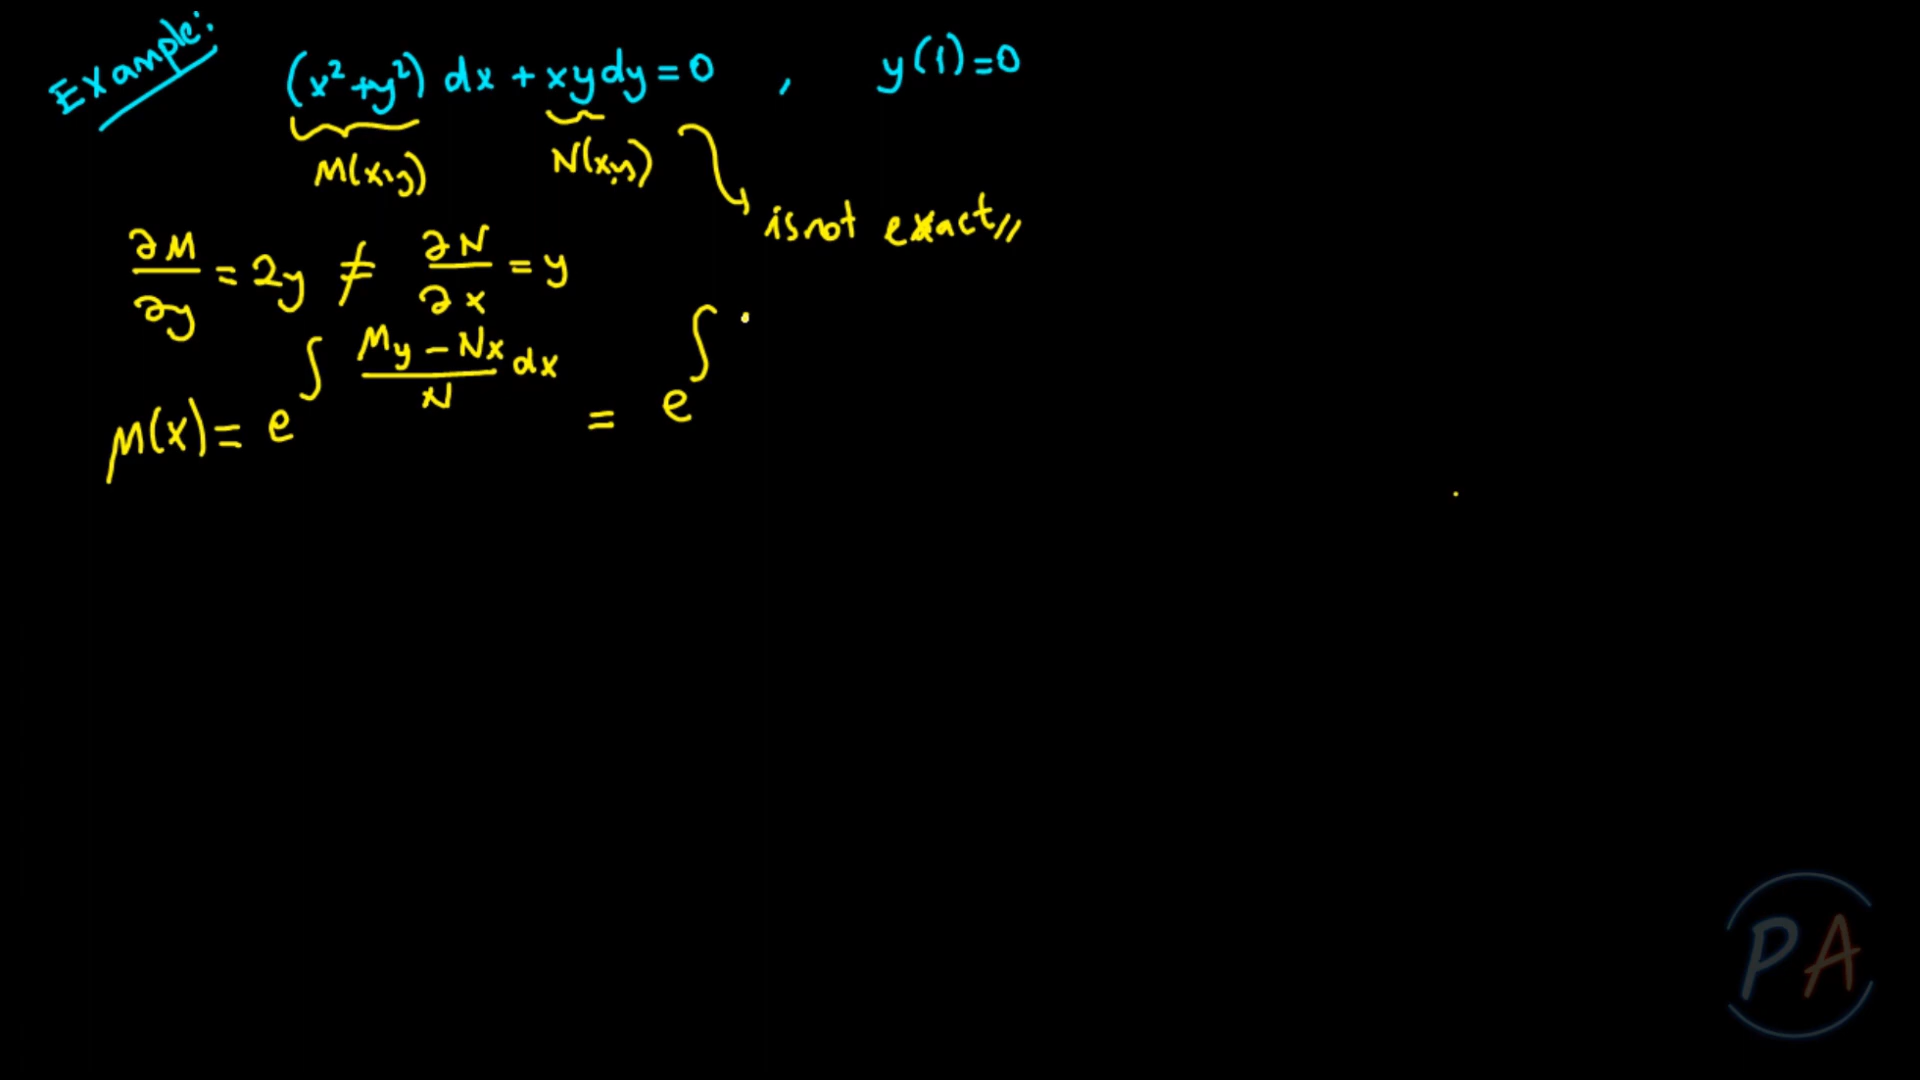 Example: (x²+y²) dx + xy dy = 0 , y(1)=0
M(x,y) N(x,y)
is not exact //
∂M/∂y = 2y ≠ ∂N/∂x = y
μ(x) = e^∫ (My - Nx)/N dx = e^∫
PA